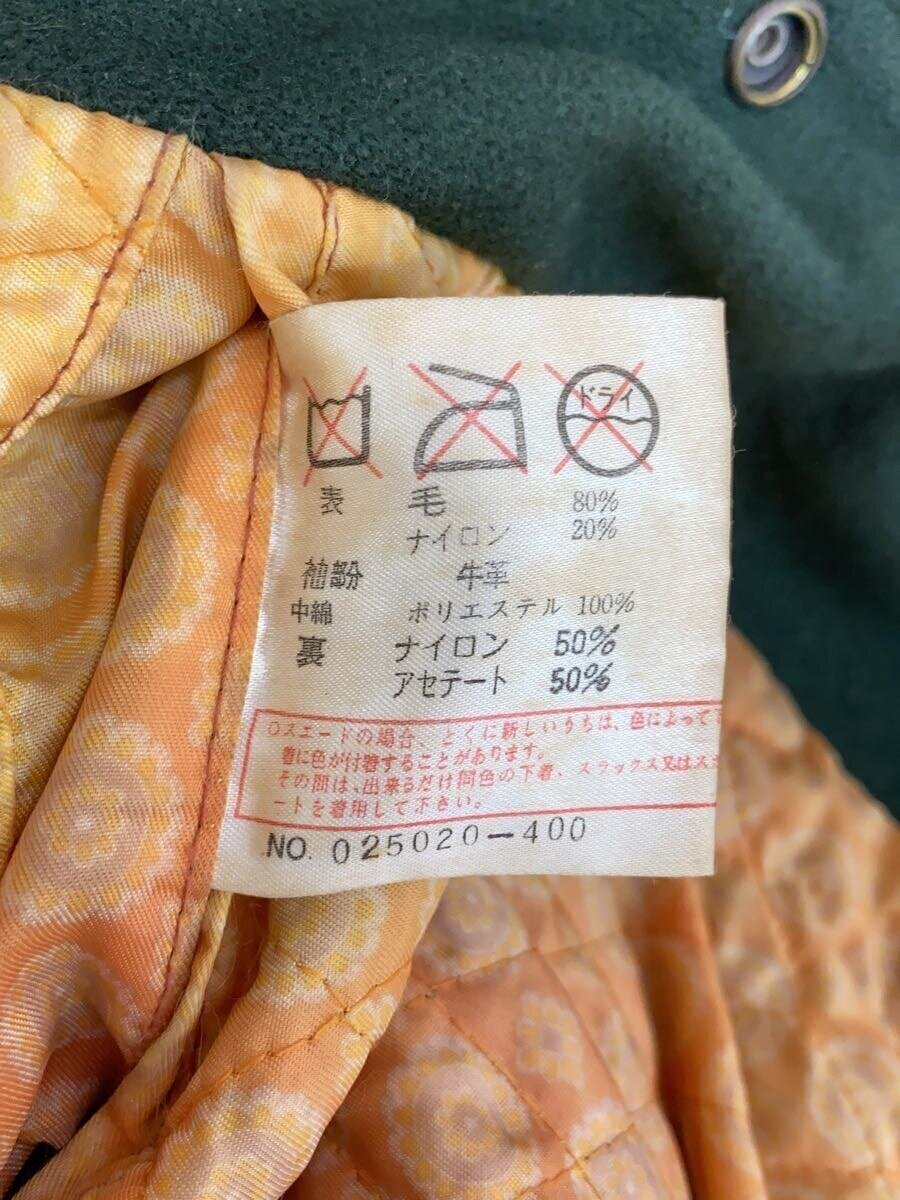 ドライ
表 毛 80%
ナイロン 20%
袖部分 牛革
中綿 ポリエステル 100%
裏 ナイロン 50%
アセテート 50%
○スエードの場合、とくに新しいうちは、色によって
着に色が付着することがあります。
その間は、出来るだけ同色の下着、スラックス又はスカ
ートを着用して下さい。
NO. 025020-400